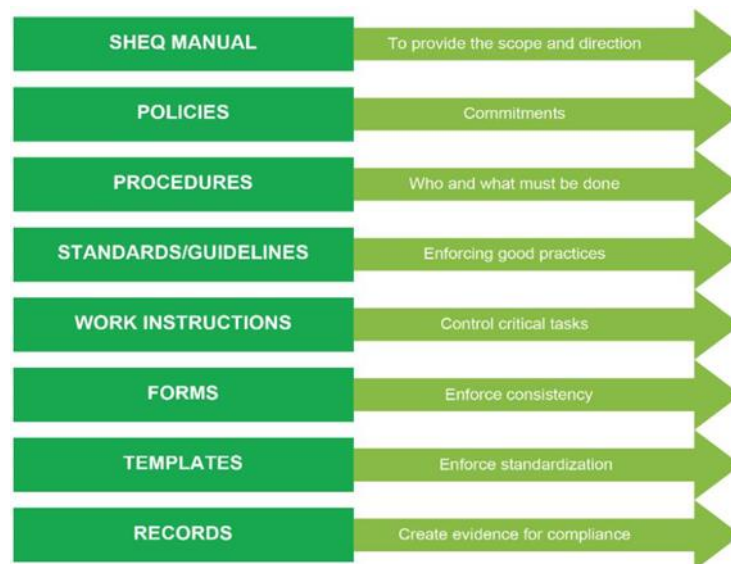 SHEQ MANUAL
To provide the scope and direction
POLICIES
Commitments
PROCEDURES
Who and what must be done
STANDARDS/GUIDELINES
Enforcing good practices
WORK INSTRUCTIONS
Control critical tasks
FORMS
Enforce consistency
TEMPLATES
Enforce standardization
RECORDS
Create evidence for compliance